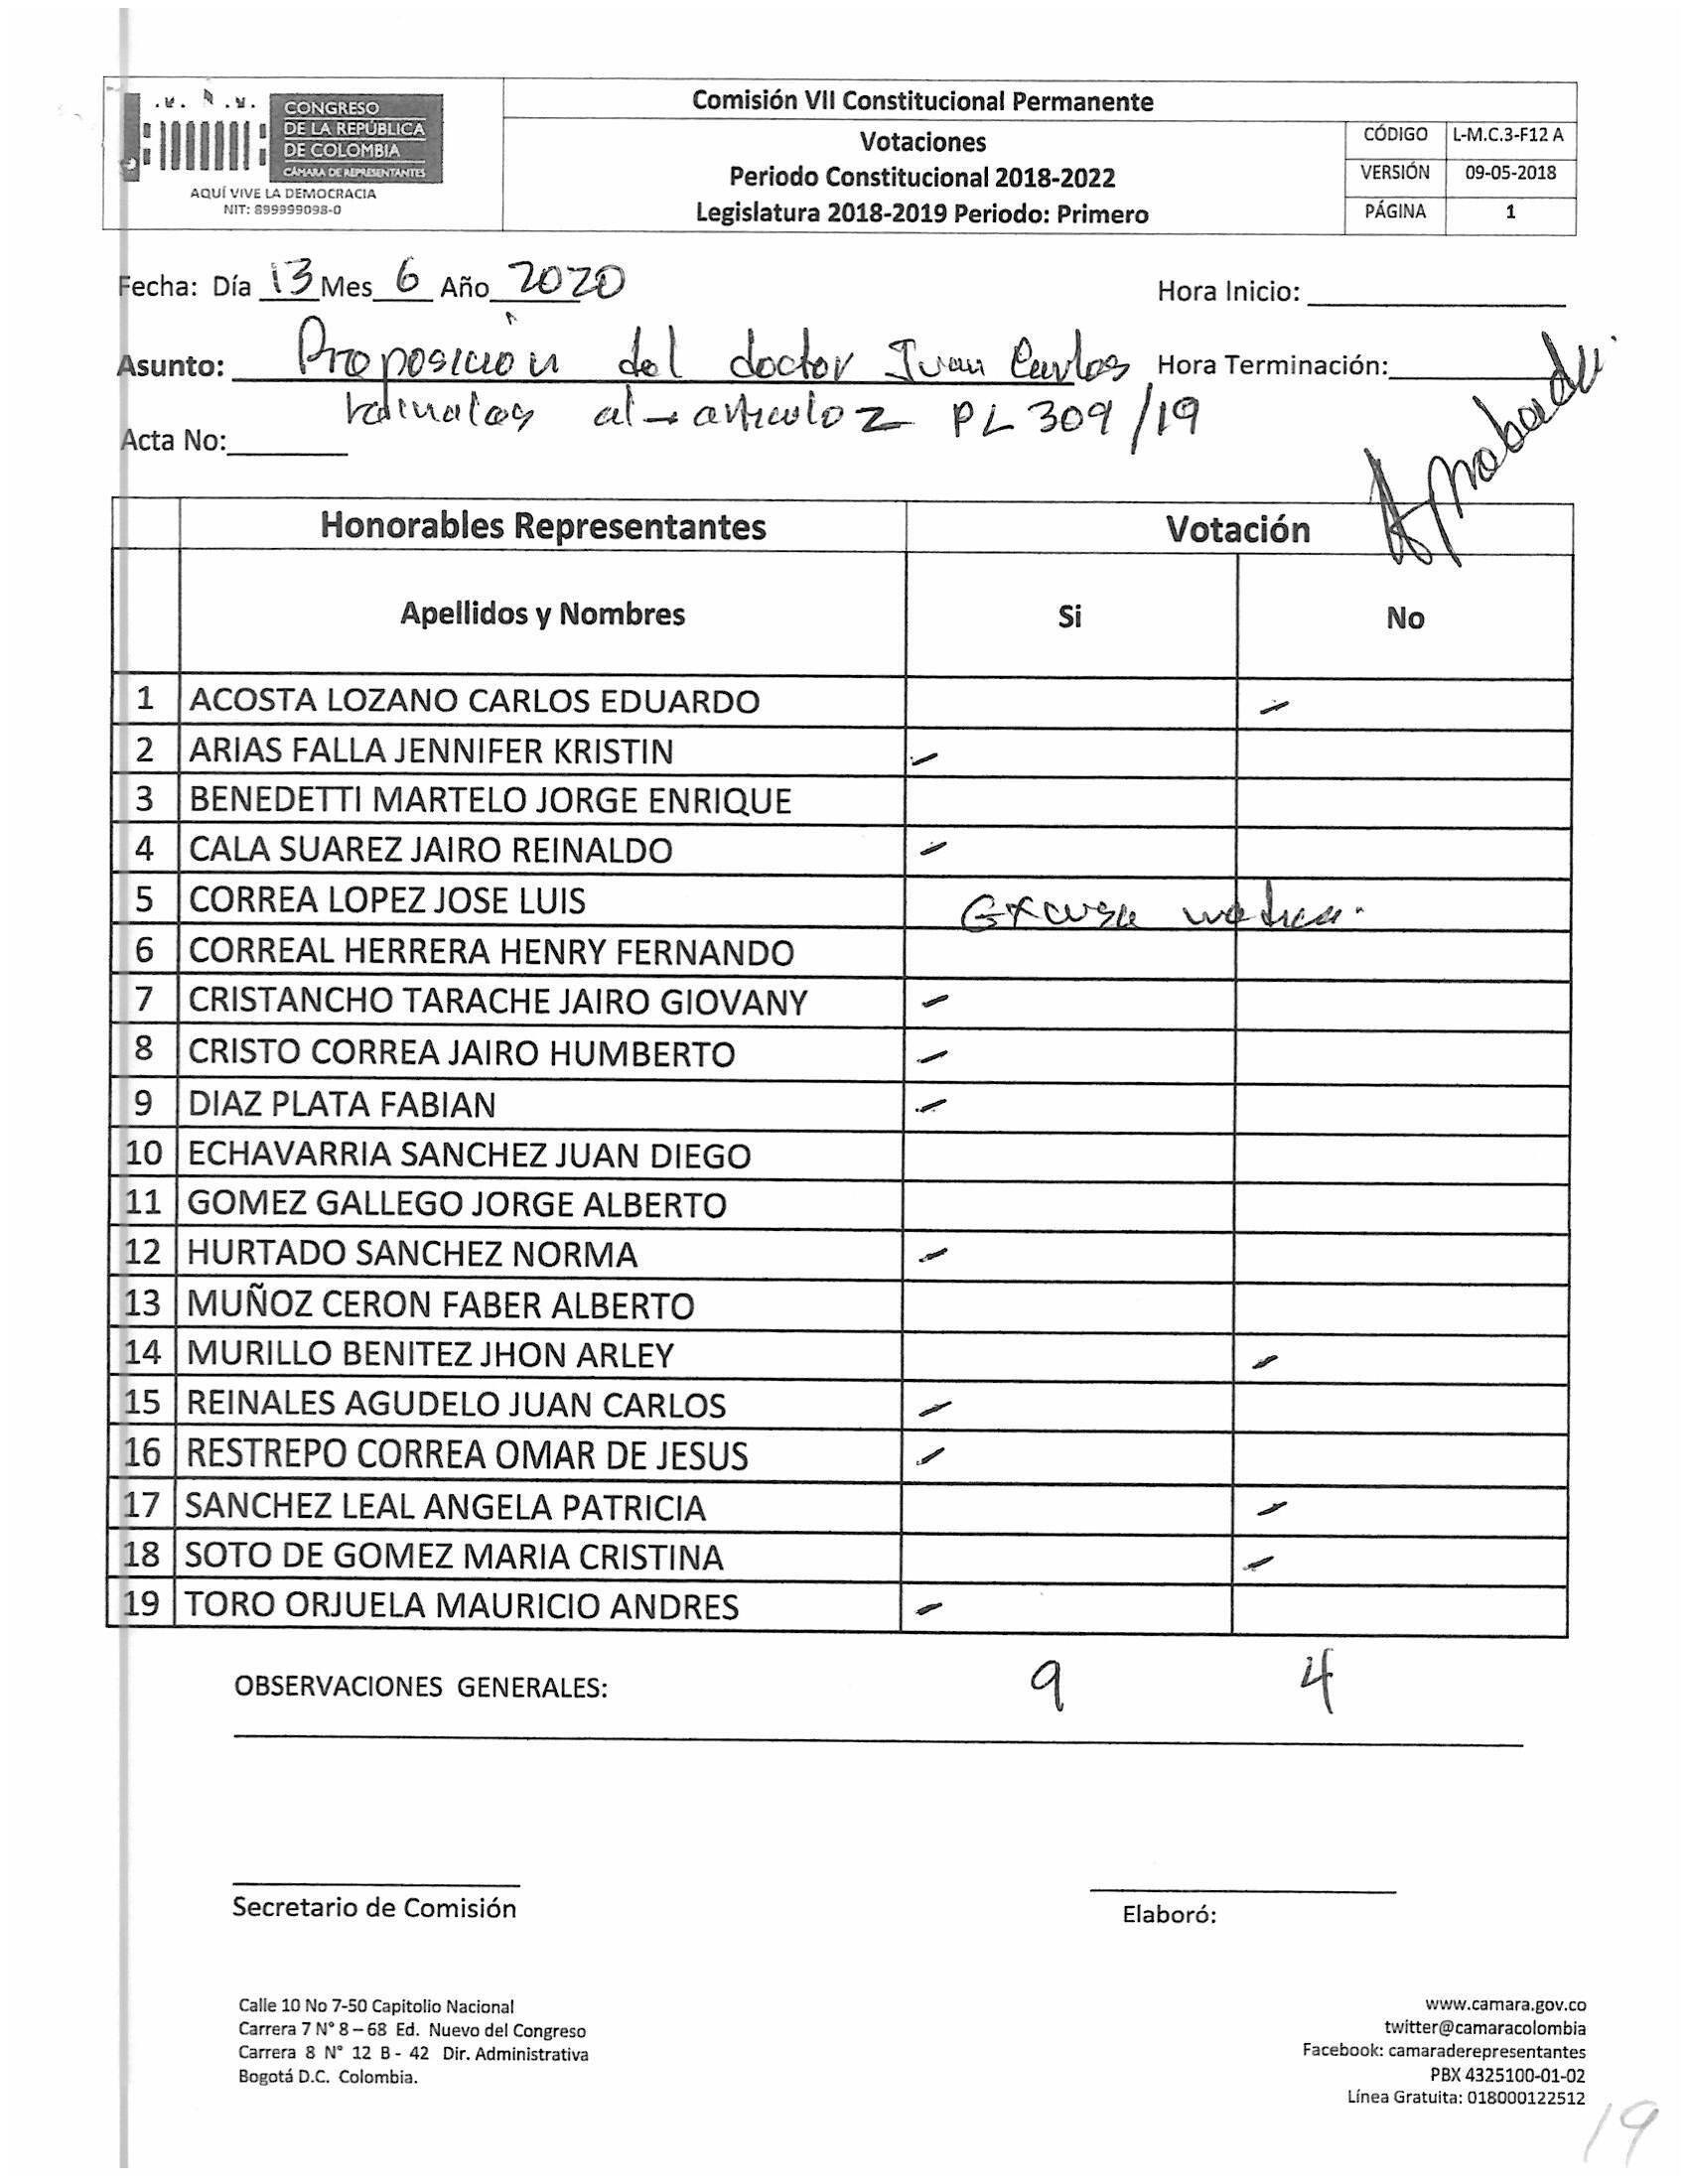 CONGRESO
DE LA REPÚBLICA
DE COLOMBIA
CÁMARA DE REPRESENTANTES
AQUÍ VIVE LA DEMOCRACIA
NIT: 899999098-0
Comisión VII Constitucional Permanente
Votaciones
Periodo Constitucional 2018-2022
Legislatura 2018-2019 Periodo: Primero
CÓDIGO L-M.C.3-F12 A
VERSIÓN 09-05-2018
PÁGINA 1
Fecha: Día 13 Mes 6 Año 2020 Hora Inicio:
Asunto: Proposición del doctor Juan Carlos Hora Terminación:
al artículo 2 PL 309/19
Acta No:
Honorables Representantes Votación
Apellidos y Nombres Si No
1 ACOSTA LOZANO CARLOS EDUARDO
2 ARIAS FALLA JENNIFER KRISTIN
3 BENEDETTI MARTELO JORGE ENRIQUE
4 CALA SUAREZ JAIRO REINALDO
5 CORREA LOPEZ JOSE LUIS Excusa
6 CORREAL HERRERA HENRY FERNANDO
7 CRISTANCHO TARACHE JAIRO GIOVANY
8 CRISTO CORREA JAIRO HUMBERTO
9 DIAZ PLATA FABIAN
10 ECHAVARRIA SANCHEZ JUAN DIEGO
11 GOMEZ GALLEGO JORGE ALBERTO
12 HURTADO SANCHEZ NORMA
13 MUÑOZ CERON FABER ALBERTO
14 MURILLO BENITEZ JHON ARLEY
15 REINALES AGUDELO JUAN CARLOS
16 RESTREPO CORREA OMAR DE JESUS
17 SANCHEZ LEAL ANGELA PATRICIA
18 SOTO DE GOMEZ MARIA CRISTINA
19 TORO ORJUELA MAURICIO ANDRES
OBSERVACIONES GENERALES: 9 4
Secretario de Comisión
Elaboró:
Calle 10 No 7-50 Capitolio Nacional
Carrera 7 N° 8 – 68 Ed. Nuevo del Congreso
Carrera 8 N° 12 B - 42 Dir. Administrativa
Bogotá D.C. Colombia.
www.camara.gov.co
twitter@camaracolombia
Facebook: camaraderepresentantes
PBX 4325100-01-02
Línea Gratuita: 018000122512
19